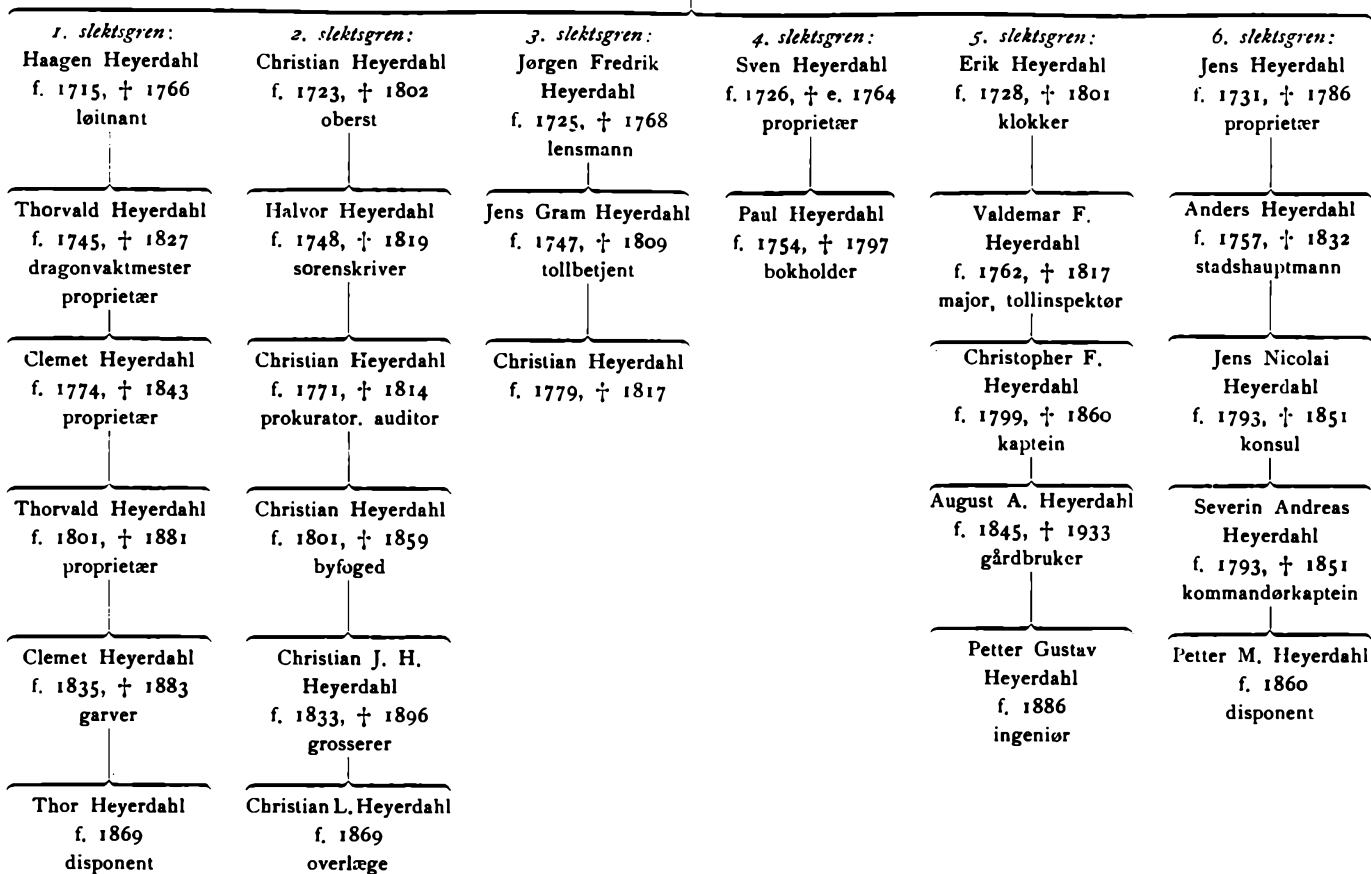 1. slektsgren:
Haagen Heyerdahl
f. 1715, † 1766
løitnant
Thorvald Heyerdahl
f. 1745, † 1827
dragonvaktmester
proprietær
Clemet Heyerdahl
f. 1774, † 1843
proprietær
Thorvald Heyerdahl
f. 1801, † 1881
proprietær
Clemet Heyerdahl
f. 1835, † 1883
garver
Thor Heyerdahl
f. 1869
disponent
2. slektsgren:
Christian Heyerdahl
f. 1723, † 1802
oberst
Halvor Heyerdahl
f. 1748, † 1819
sorenskriver
Christian Heyerdahl
f. 1771, † 1814
prokurator. auditor
Christian Heyerdahl
f. 1801, † 1859
byfoged
Christian J. H.
Heyerdahl
f. 1833, † 1896
grosserer
Christian L. Heyerdahl
f. 1869
overlæge
3. slektsgren:
Jørgen Fredrik
Heyerdahl
f. 1725, † 1768
lensmann
Jens Gram Heyerdahl
f. 1747, † 1809
tollbetjent
Christian Heyerdahl
f. 1779, † 1817
4. slektsgren:
Sven Heyerdahl
f. 1726, † e. 1764
proprietær
Paul Heyerdahl
f. 1754, † 1797
bokholder
5. slektsgren:
Erik Heyerdahl
f. 1728, † 1801
klokker
Valdemar F.
Heyerdahl
f. 1762, † 1817
major, tollinspektør
Christopher F.
Heyerdahl
f. 1799, † 1860
kaptein
August A. Heyerdahl
f. 1845, † 1933
gårdbruker
Petter Gustav
Heyerdahl
f. 1886
ingeniør
6. slektsgren:
Jens Heyerdahl
f. 1731, † 1786
proprietær
Anders Heyerdahl
f. 1757, † 1832
stadshauptmann
Jens Nicolai
Heyerdahl
f. 1793, † 1851
konsul
Severin Andreas
Heyerdahl
f. 1793, † 1851
kommandørkaptein
Petter M. Heyerdahl
f. 1860
disponent